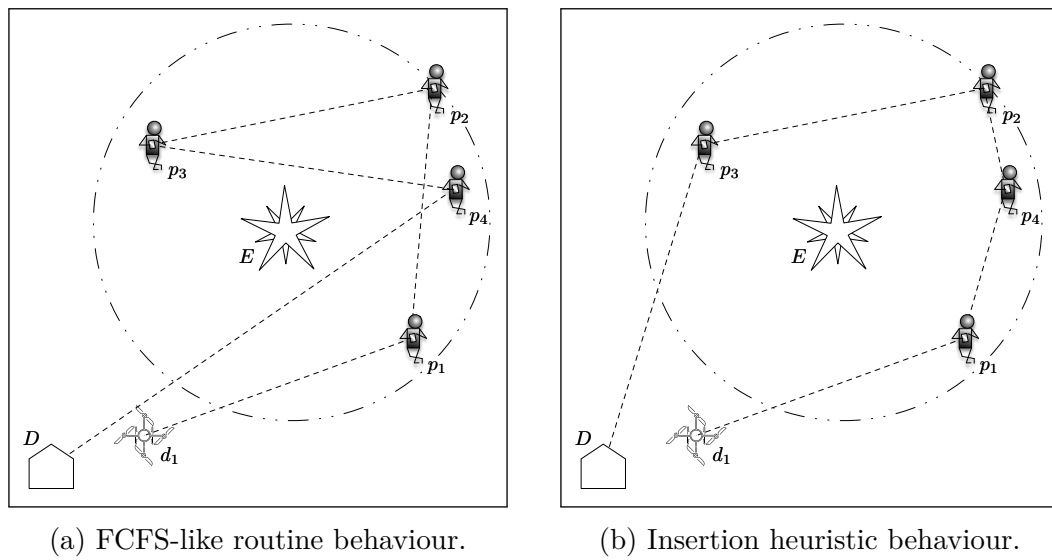 p₂
p₃
p₄
E
p₁
D
d₁
(a) FCFS-like routine behaviour.
p₂
p₃
p₄
E
p₁
D
d₁
(b) Insertion heuristic behaviour.